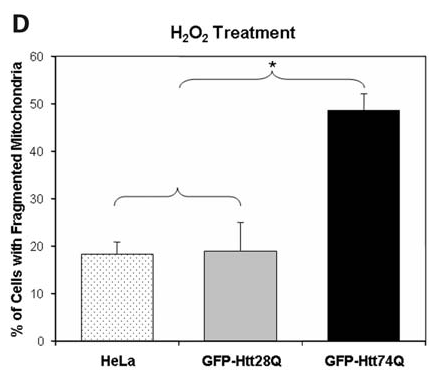 D
H₂O₂ Treatment
% of Cells with Fragmented Mitochondria
60
50
40
30
20
10
0
*
HeLa
GFP-Htt28Q
GFP-Htt74Q